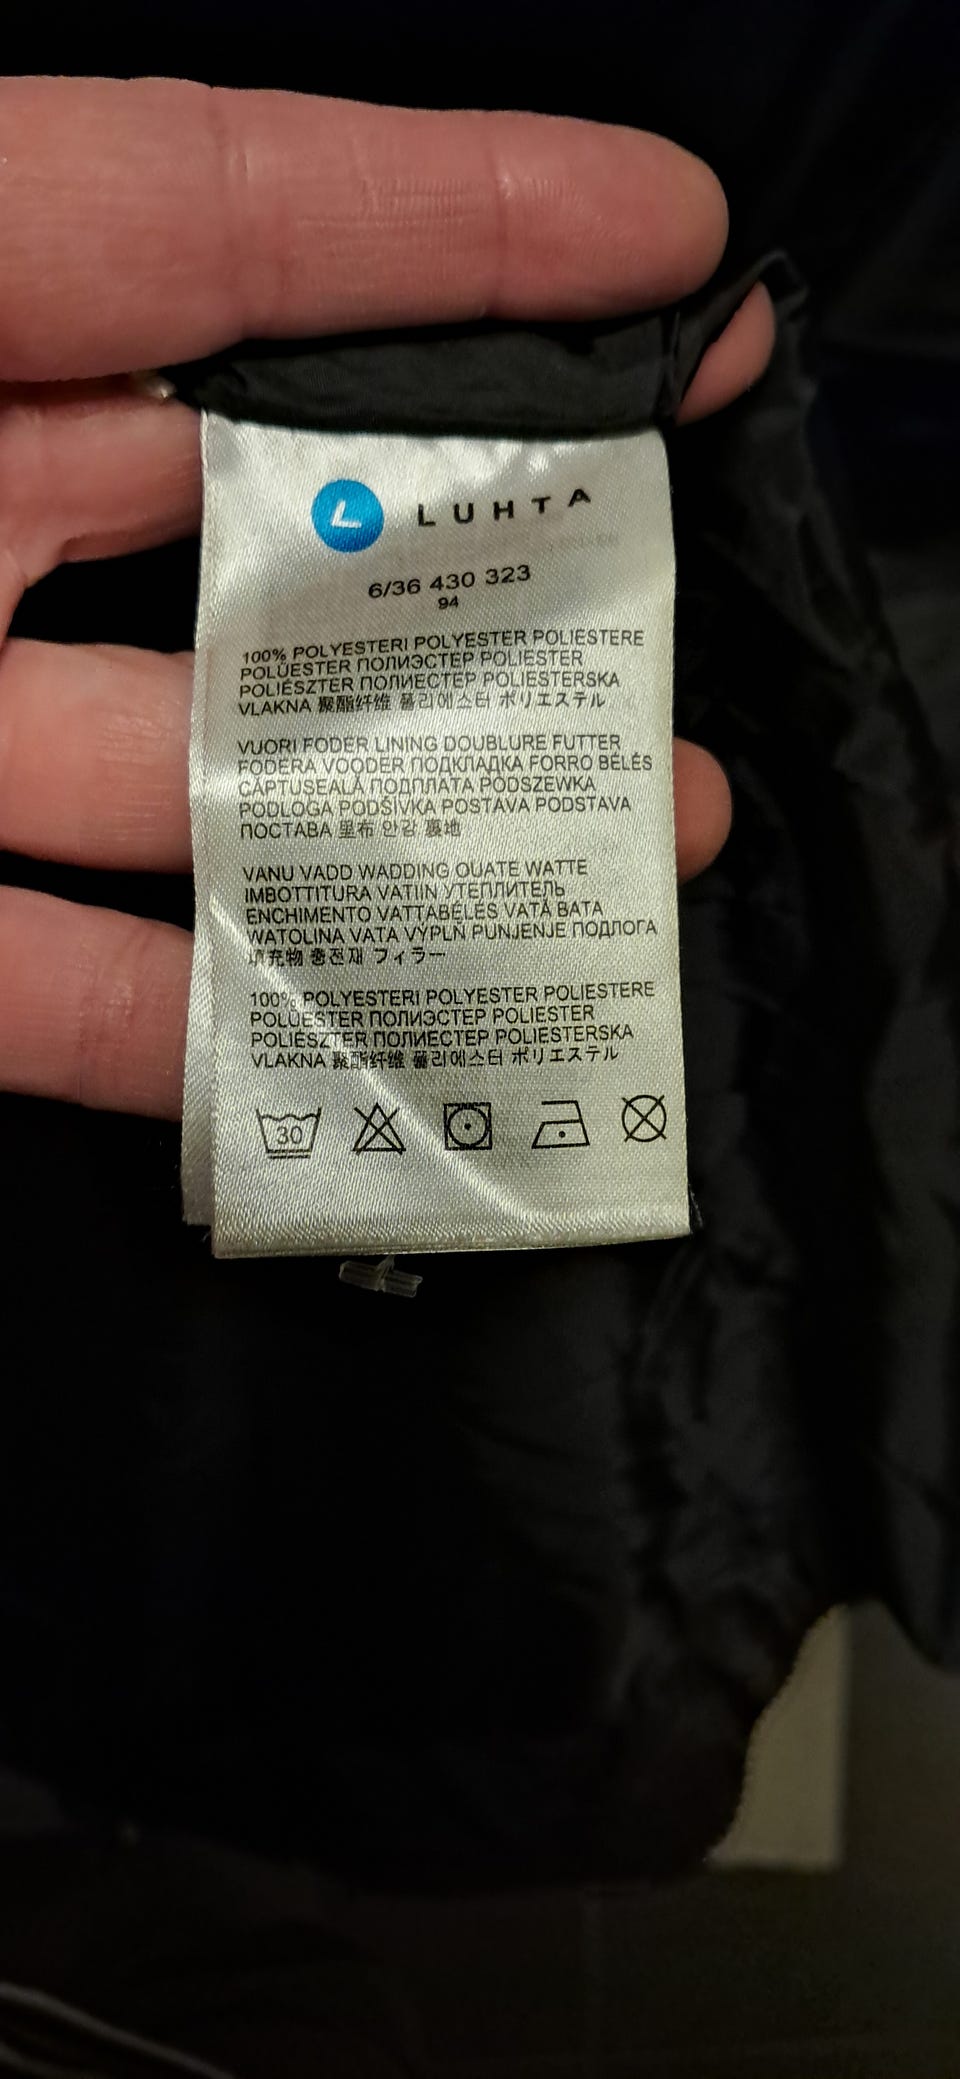 L LUHTA
6/36 430 323
94
100% POLYESTERI POLYESTER POLIESTERE
POLÜESTER ПОЛИЭСТЕР POLIESTER
POLIÉSZTER ПОЛИЕСТЕР POLIESTERSKA
VLAKNA 聚酯纤维 폴리에스터 ポリエステル
VUORI FODER LINING DOUBLURE FUTTER
FODERA VOODER ПОДКЛАДКА FORRO BÉLÉS
CĂPTUŞEALĂ ПОДПЛАТА PODSZEWKA
PODLOGA PODŠÍVKA POSTAVA PODSTAVA
ПОСТАВА 里布 안감 裏地
VANU VADD WADDING OUATE WATTE
IMBOTTITURA VATIIN УТЕПЛИТЕЛЬ
ENCHIMENTO VATTABÉLÉS VATĂ ВАТА
WATOLINA VATA VÝPLŇ PUNJENJE ПОДЛОГА
填充物 충전재 フィラー
100% POLYESTERI POLYESTER POLIESTERE
POLÜESTER ПОЛИЭСТЕР POLIESTER
POLIÉSZTER ПОЛИЕСТЕР POLIESTERSKA
VLAKNA 聚酯纤维 폴리에스터 ポリエステル
30